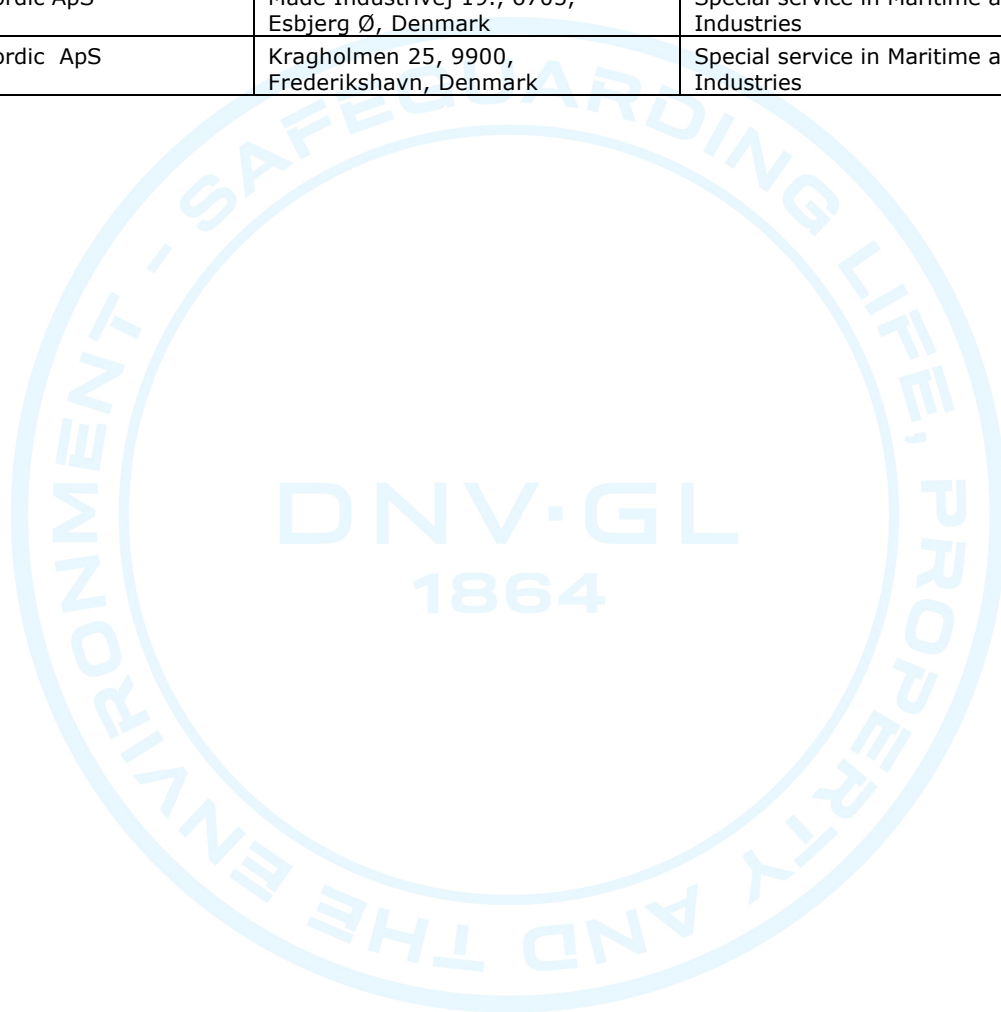 ordic ApS
Måde Industrivej 19., 6705,
Esbjerg Ø, Denmark
Special service in Maritime a
Industries
ordic ApS
Kragholmen 25, 9900,
Frederikshavn, Denmark
Special service in Maritime a
Industries
SAFEGUARDING LIFE, PROPERTY AND THE ENVIRONMENT -
DNV·GL
1864